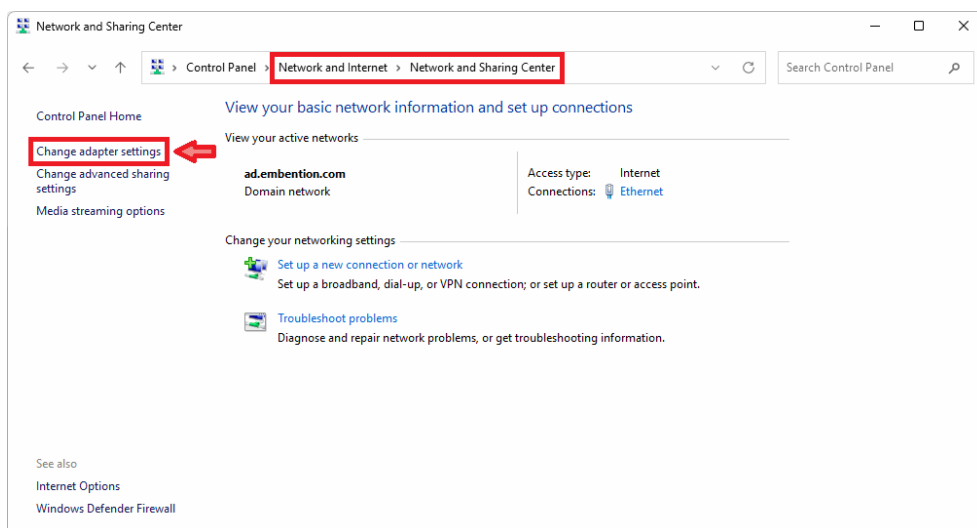 Network and Sharing Center
Control Panel > Network and Internet > Network and Sharing Center
Search Control Panel
Control Panel Home
Change adapter settings
Change advanced sharing
settings
Media streaming options
View your basic network information and set up connections
View your active networks
ad.embention.com
Domain network
Access type: Internet
Connections: Ethernet
Change your networking settings
Set up a new connection or network
Set up a broadband, dial-up, or VPN connection; or set up a router or access point.
Troubleshoot problems
Diagnose and repair network problems, or get troubleshooting information.
See also
Internet Options
Windows Defender Firewall